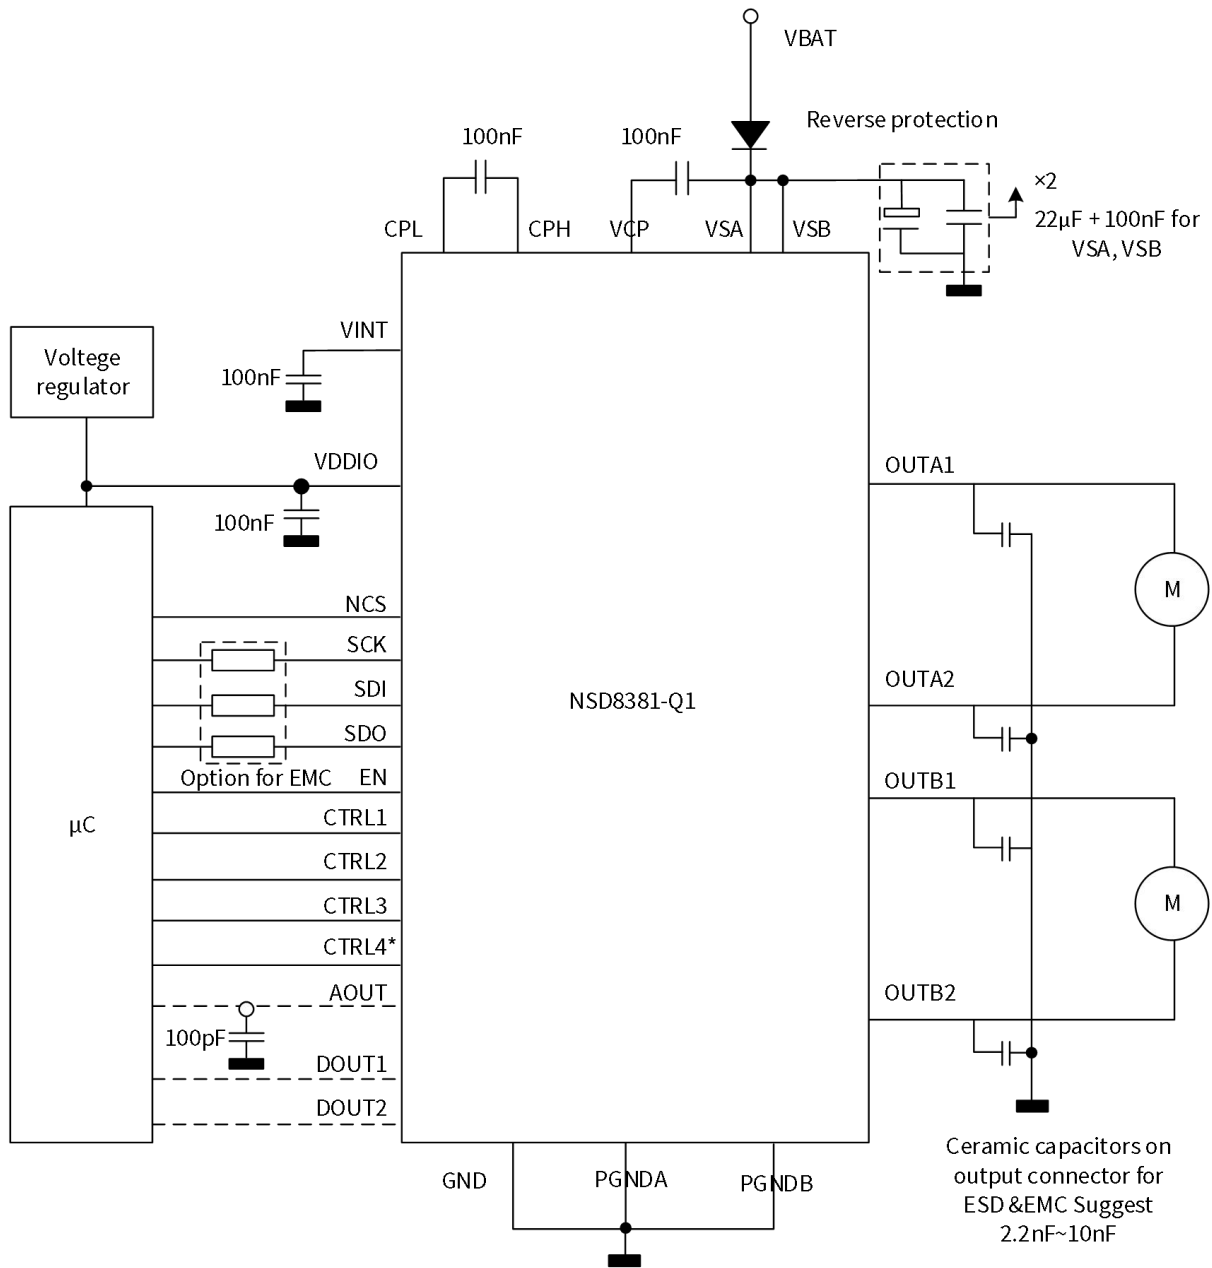 VBAT
Reverse protection
100nF
100nF
×2
22μF + 100nF for
VSA, VSB
CPL
CPH
VCP
VSA
VSB
VINT
100nF
Voltege
regulator
VDDIO
100nF
OUTA1
M
NCS
SCK
SDI
SDO
Option for EMC
EN
CTRL1
CTRL2
CTRL3
CTRL4*
AOUT
100pF
DOUT1
DOUT2
μC
NSD8381-Q1
OUTA2
OUTB1
M
OUTB2
GND
PGNDA
PGNDB
Ceramic capacitors on
output connector for
ESD &EMC Suggest
2.2nF~10nF